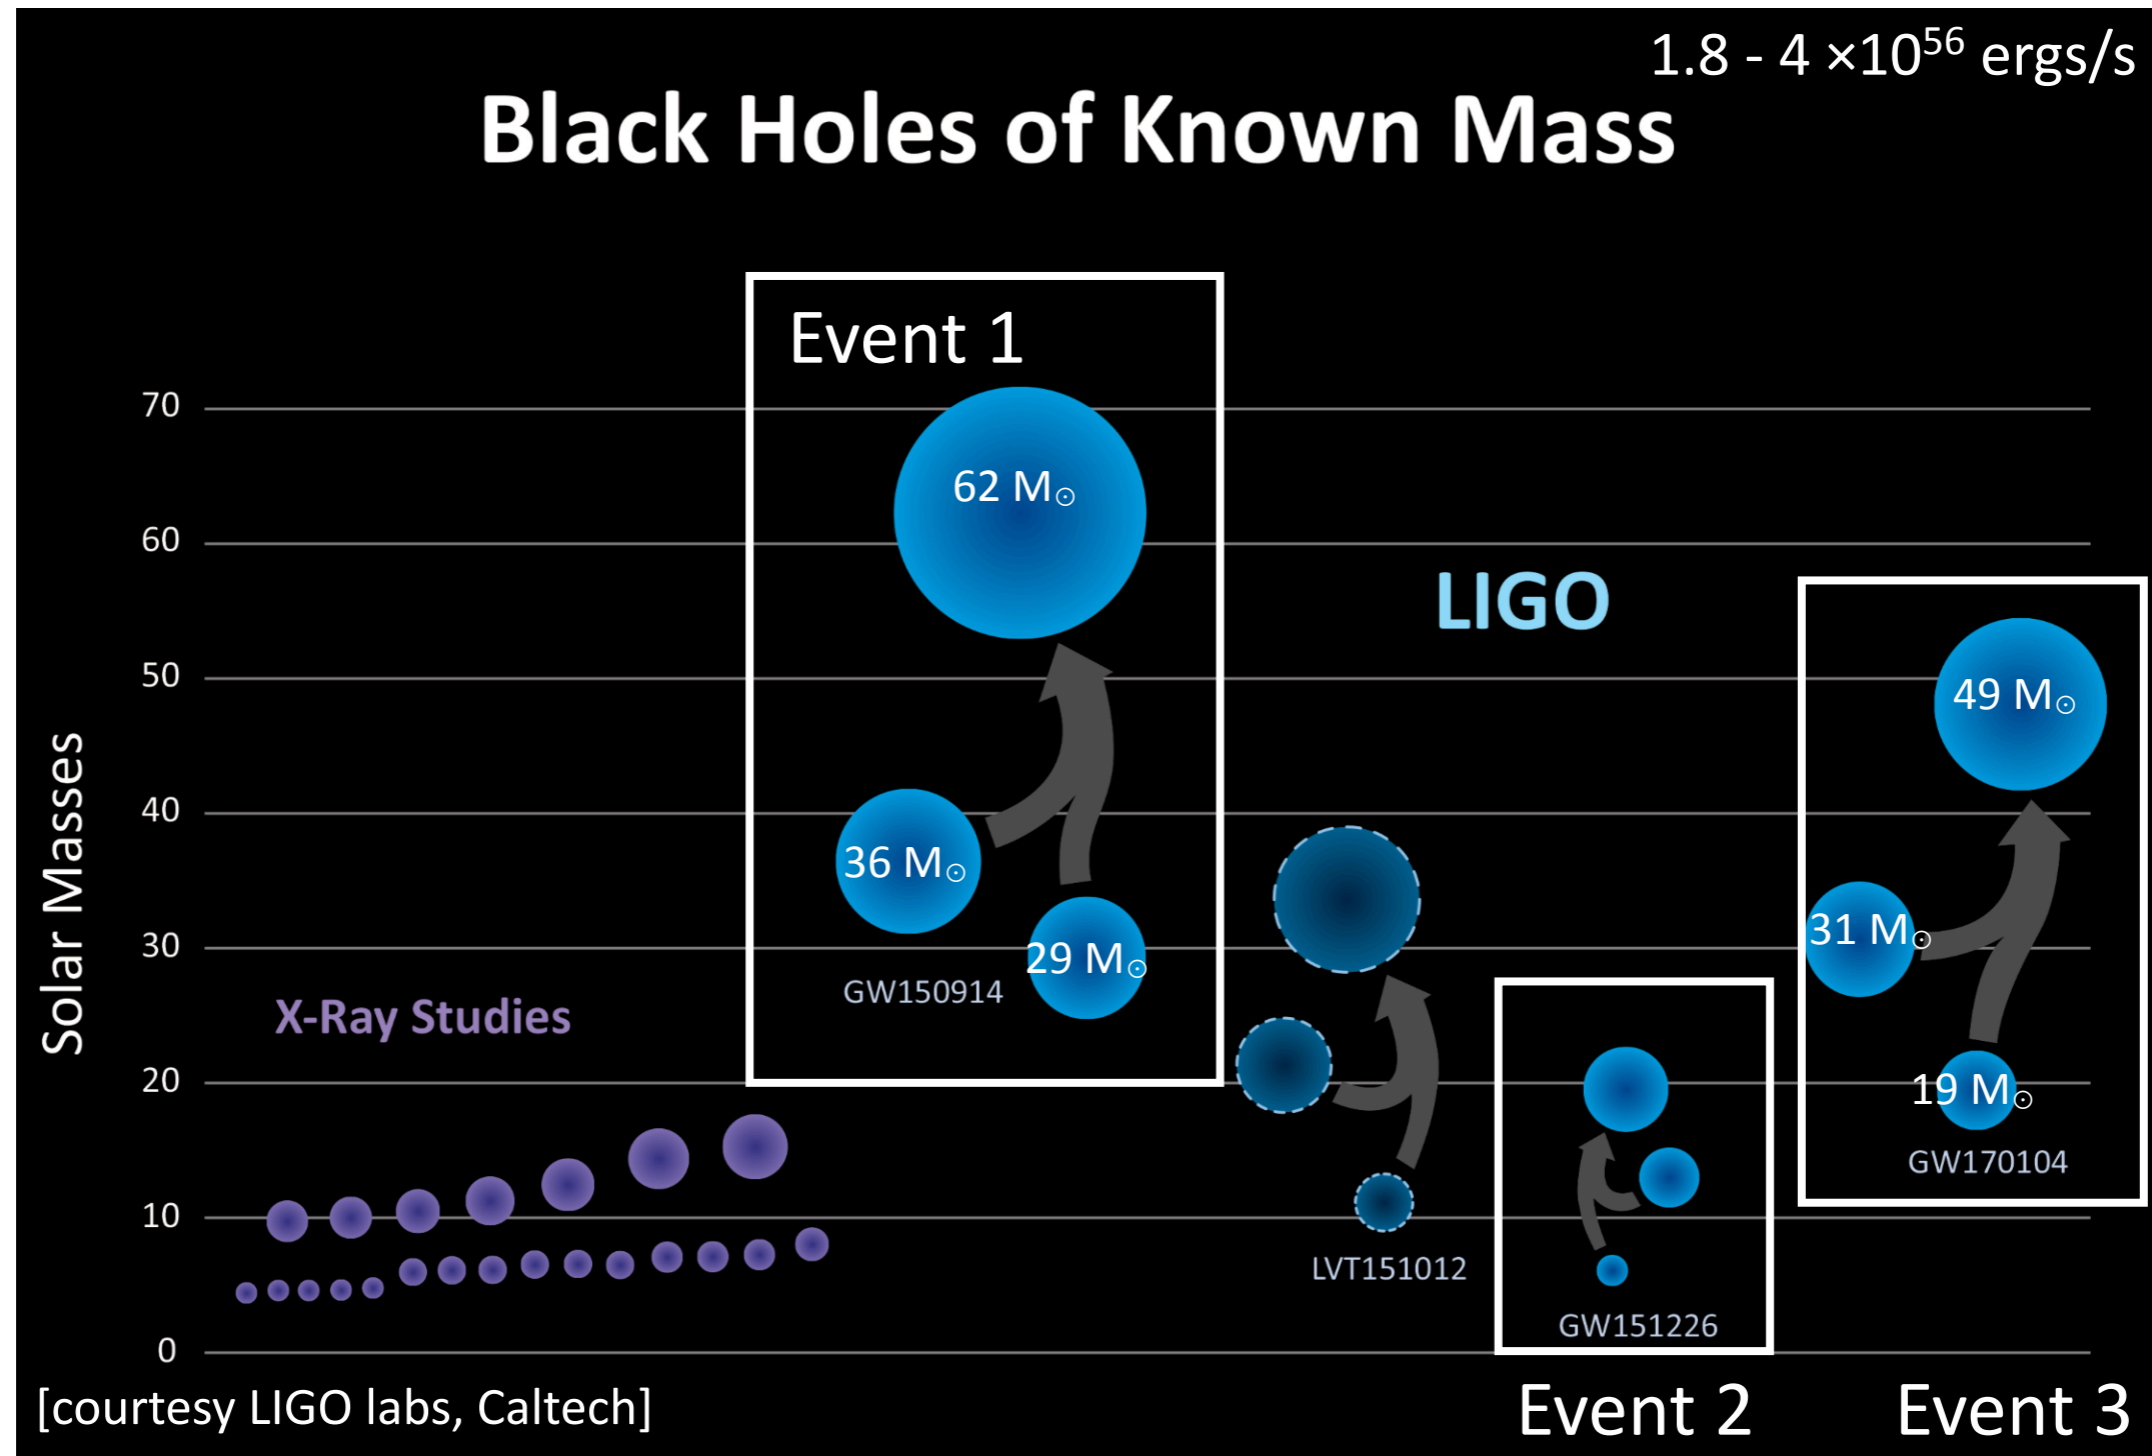 1.8 - 4 ×10⁵⁶ ergs/s
Black Holes of Known Mass
Event 1
70
62 M☉
60
LIGO
50
49 M☉
Solar Masses
40
36 M☉
31 M☉
30
29 M☉
GW150914
X-Ray Studies
20
19 M☉
GW170104
10
LVT151012
GW151226
0
[courtesy LIGO labs, Caltech]
Event 2
Event 3